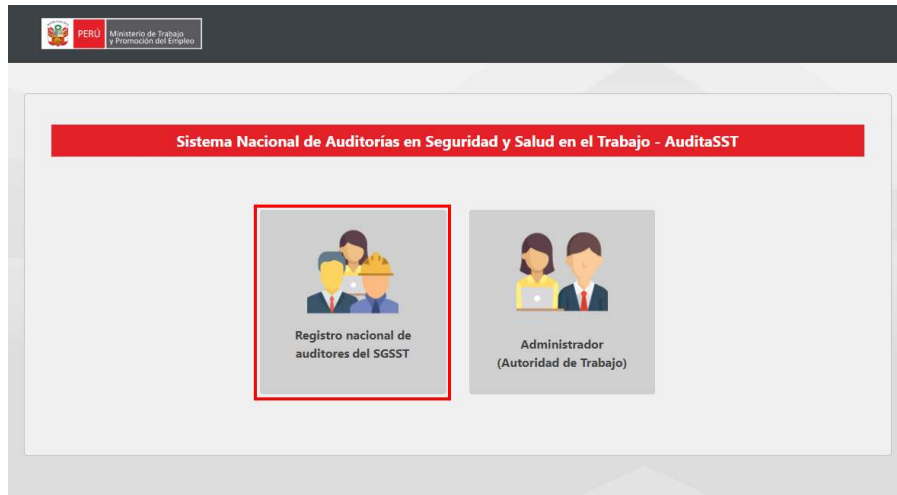 PERÚ
Ministerio de Trabajo
y Promoción del Empleo
Sistema Nacional de Auditorías en Seguridad y Salud en el Trabajo - AuditaSST
Registro nacional de
auditores del SGSST
Administrador
(Autoridad de Trabajo)